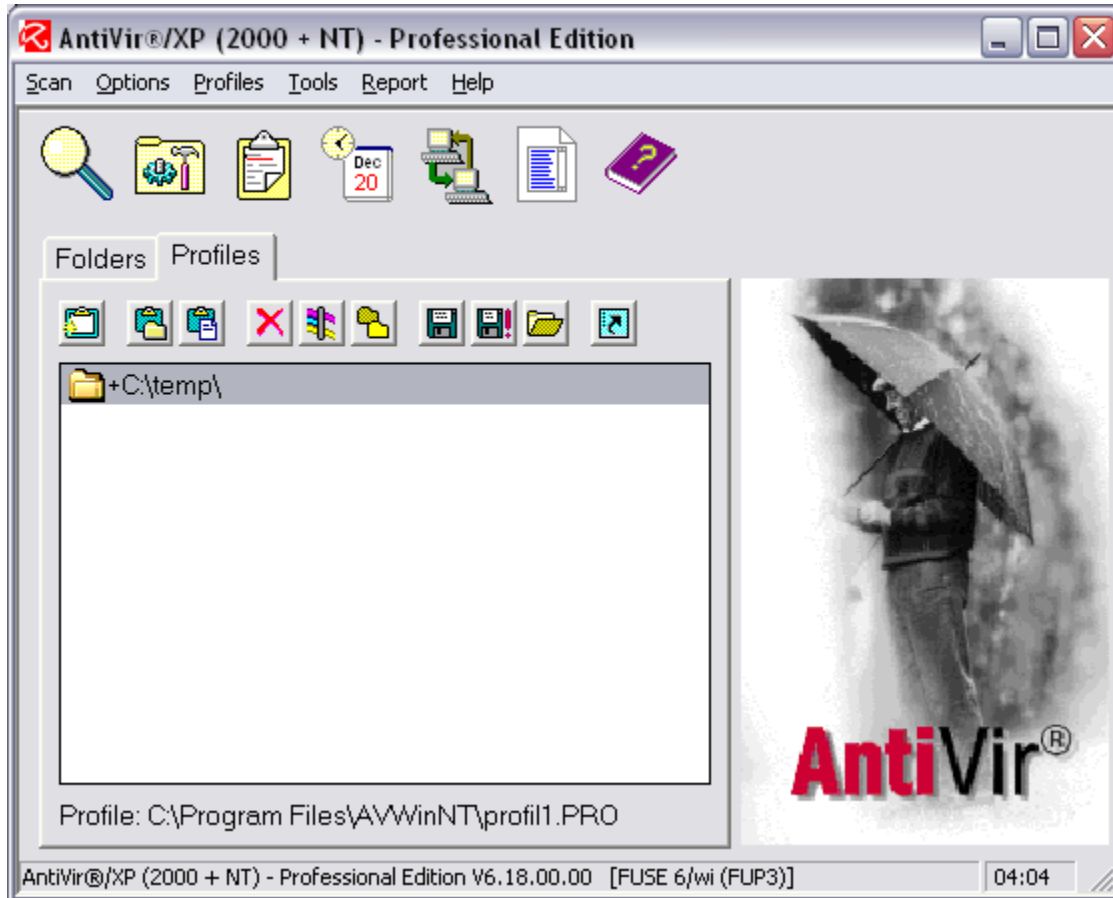 AntiVir®/XP (2000 + NT) - Professional Edition
Scan Options Profiles Tools Report Help
Dec
20
?
Folders Profiles
+C:\temp\
AntiVir®
Profile: C:\Program Files\AVWinNT\profil1.PRO
AntiVir®/XP (2000 + NT) - Professional Edition V6.18.00.00 [FUSE 6/wi (FUP3)] 04:04